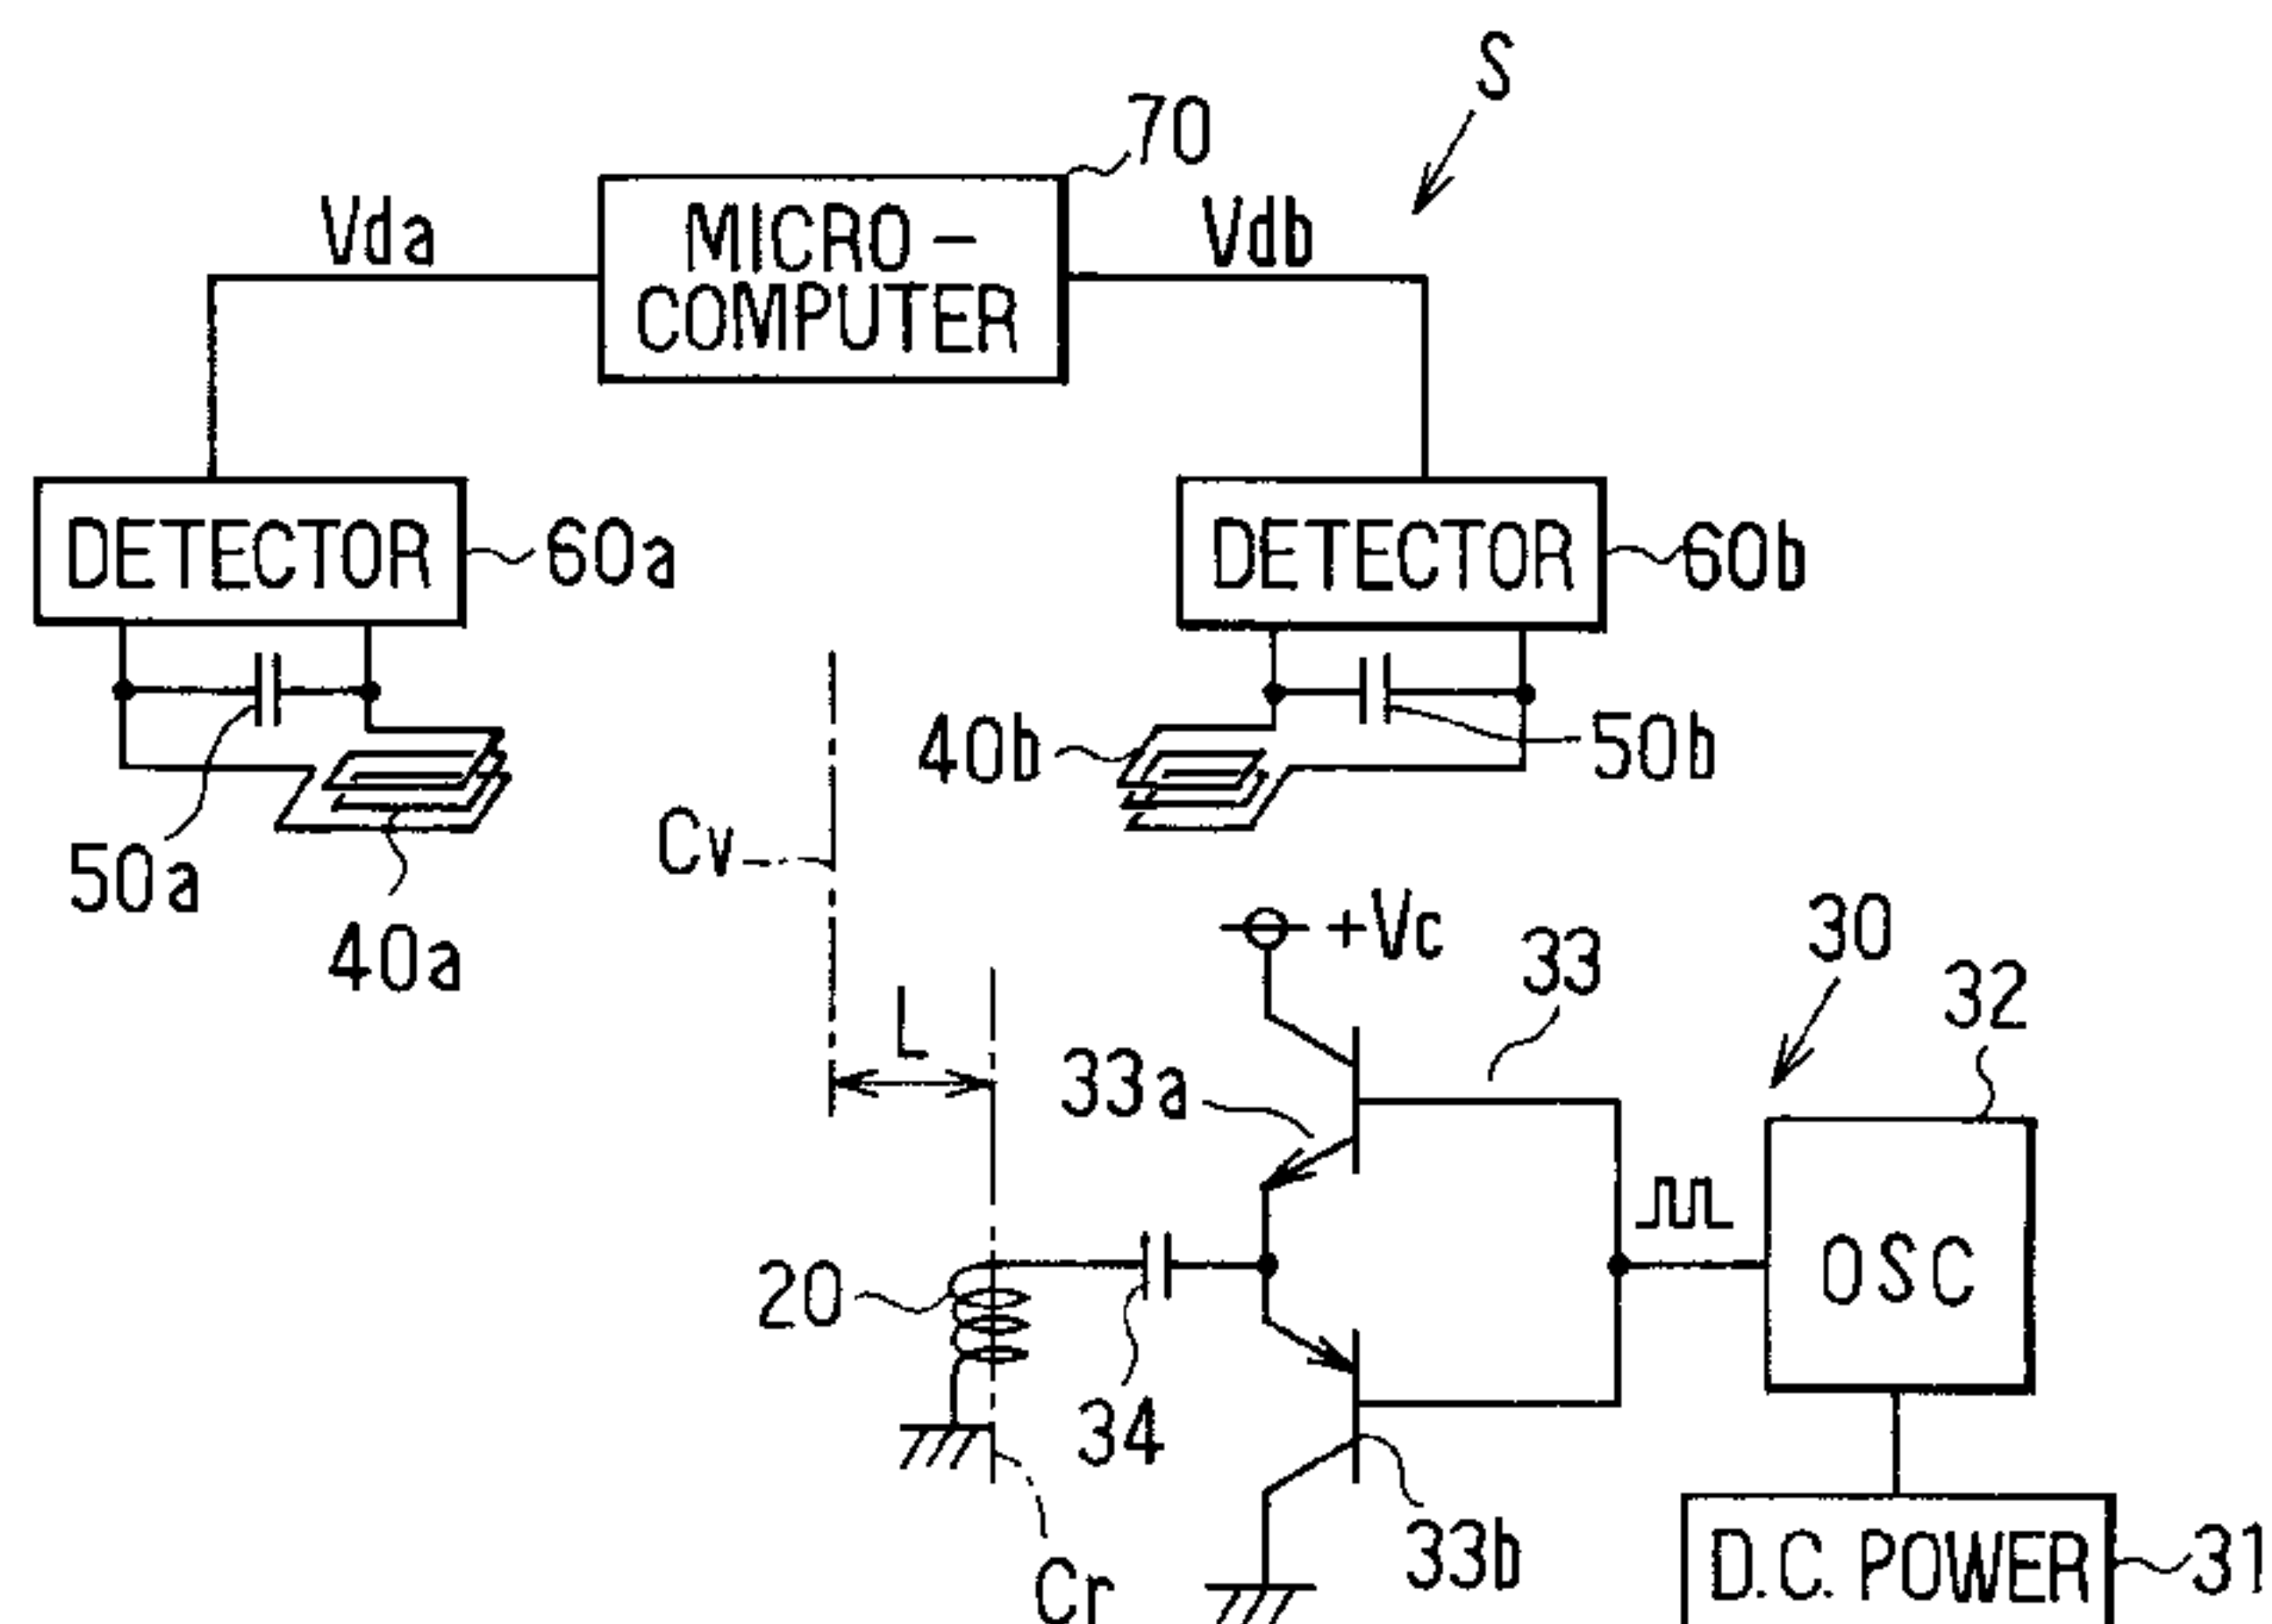 S
70
Vda
MICRO-
COMPUTER
Vdb
DETECTOR
60a
DETECTOR
60b
40b
50b
Cv
50a
40a
+Vc
33
30
32
L
33a
20
OSC
34
33b
Cr
D.C. POWER
31